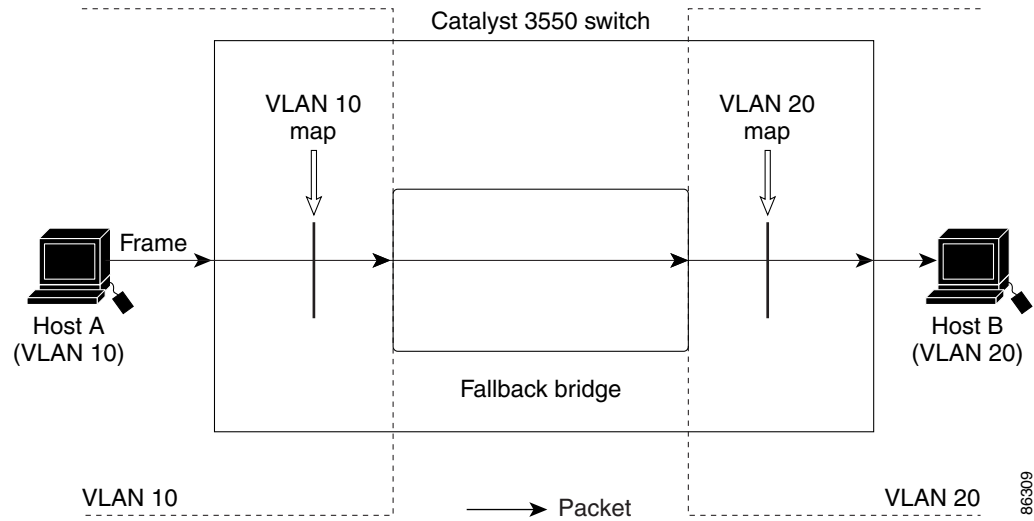 Catalyst 3550 switch
VLAN 10
map
VLAN 20
map
Frame
Host A
(VLAN 10)
Host B
(VLAN 20)
Fallback bridge
VLAN 10
Packet
VLAN 20
86309